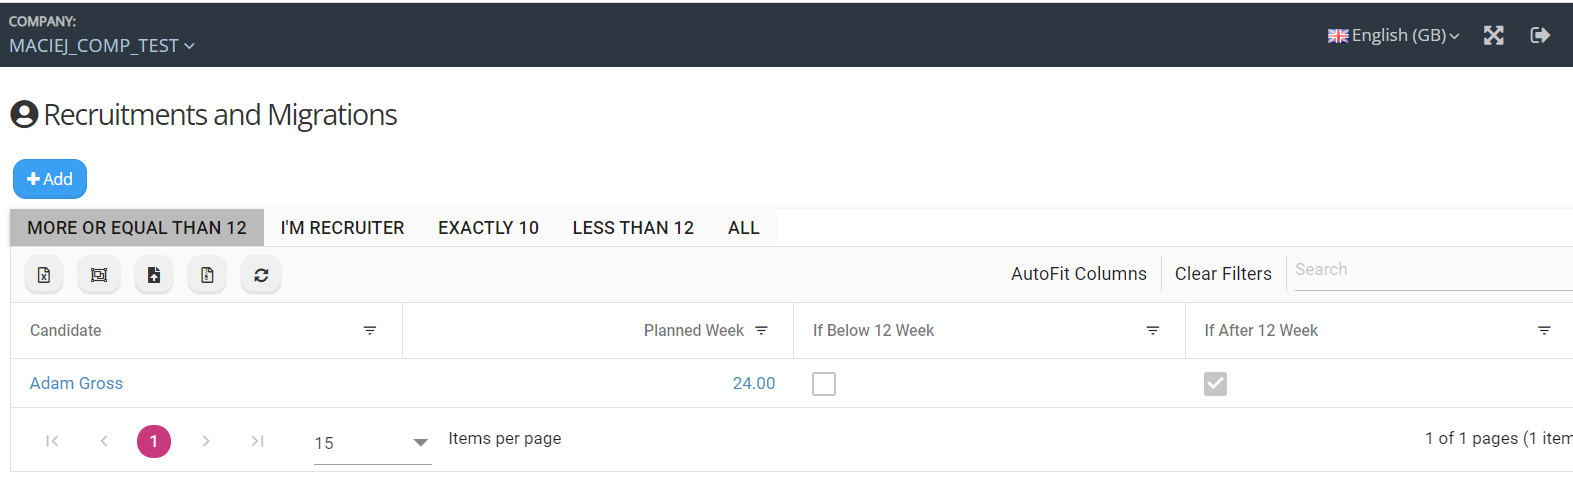 COMPANY:
MACIEJ_COMP_TEST
English (GB)
Recruitments and Migrations
Add
MORE OR EQUAL THAN 12 I'M RECRUITER EXACTLY 10 LESS THAN 12 ALL
AutoFit Columns Clear Filters Search
Candidate Planned Week If Below 12 Week If After 12 Week
Adam Gross 24.00
1 15 Items per page 1 of 1 pages (1 item